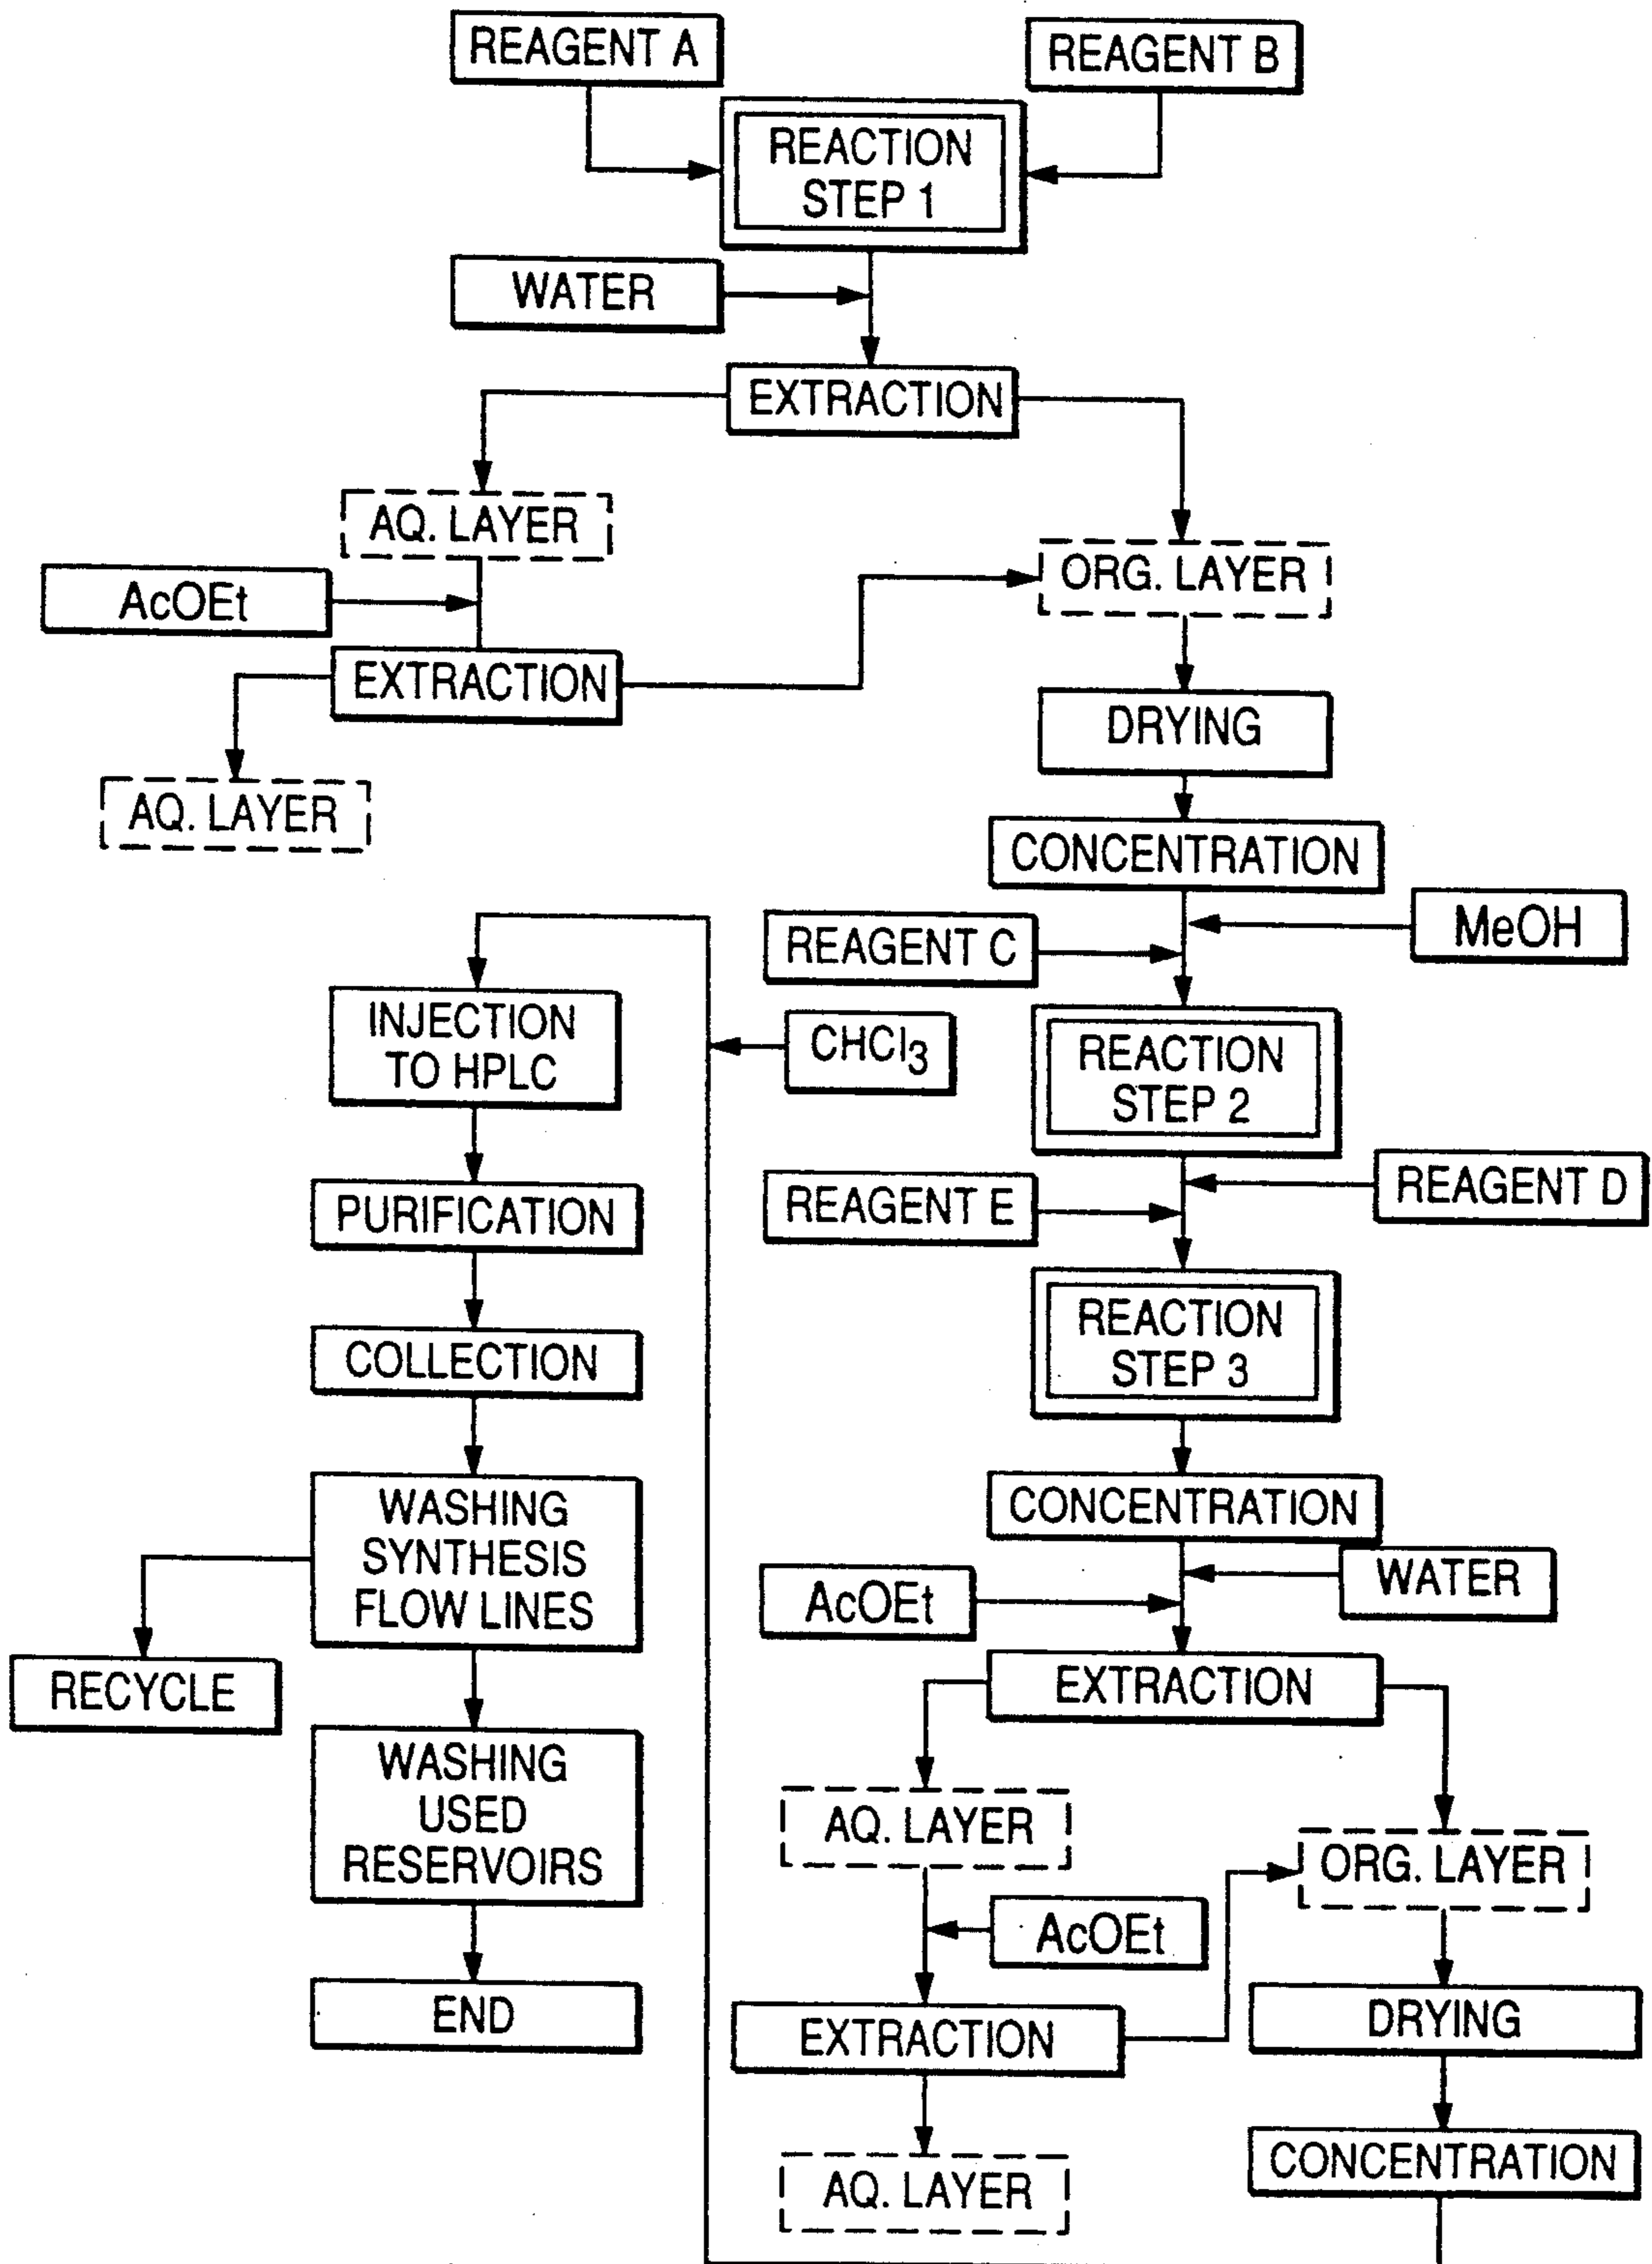 REAGENT A
REAGENT B
REACTION
STEP 1
WATER
EXTRACTION
AQ. LAYER
ORG. LAYER
AcOEt
EXTRACTION
DRYING
AQ. LAYER
CONCENTRATION
MeOH
REAGENT C
INJECTION
TO HPLC
CHCl3
REACTION
STEP 2
PURIFICATION
REAGENT E
REAGENT D
COLLECTION
REACTION
STEP 3
WASHING
SYNTHESIS
FLOW LINES
CONCENTRATION
WATER
AcOEt
RECYCLE
EXTRACTION
WASHING
USED
RESERVOIRS
AQ. LAYER
ORG. LAYER
AcOEt
END
EXTRACTION
DRYING
CONCENTRATION
AQ. LAYER